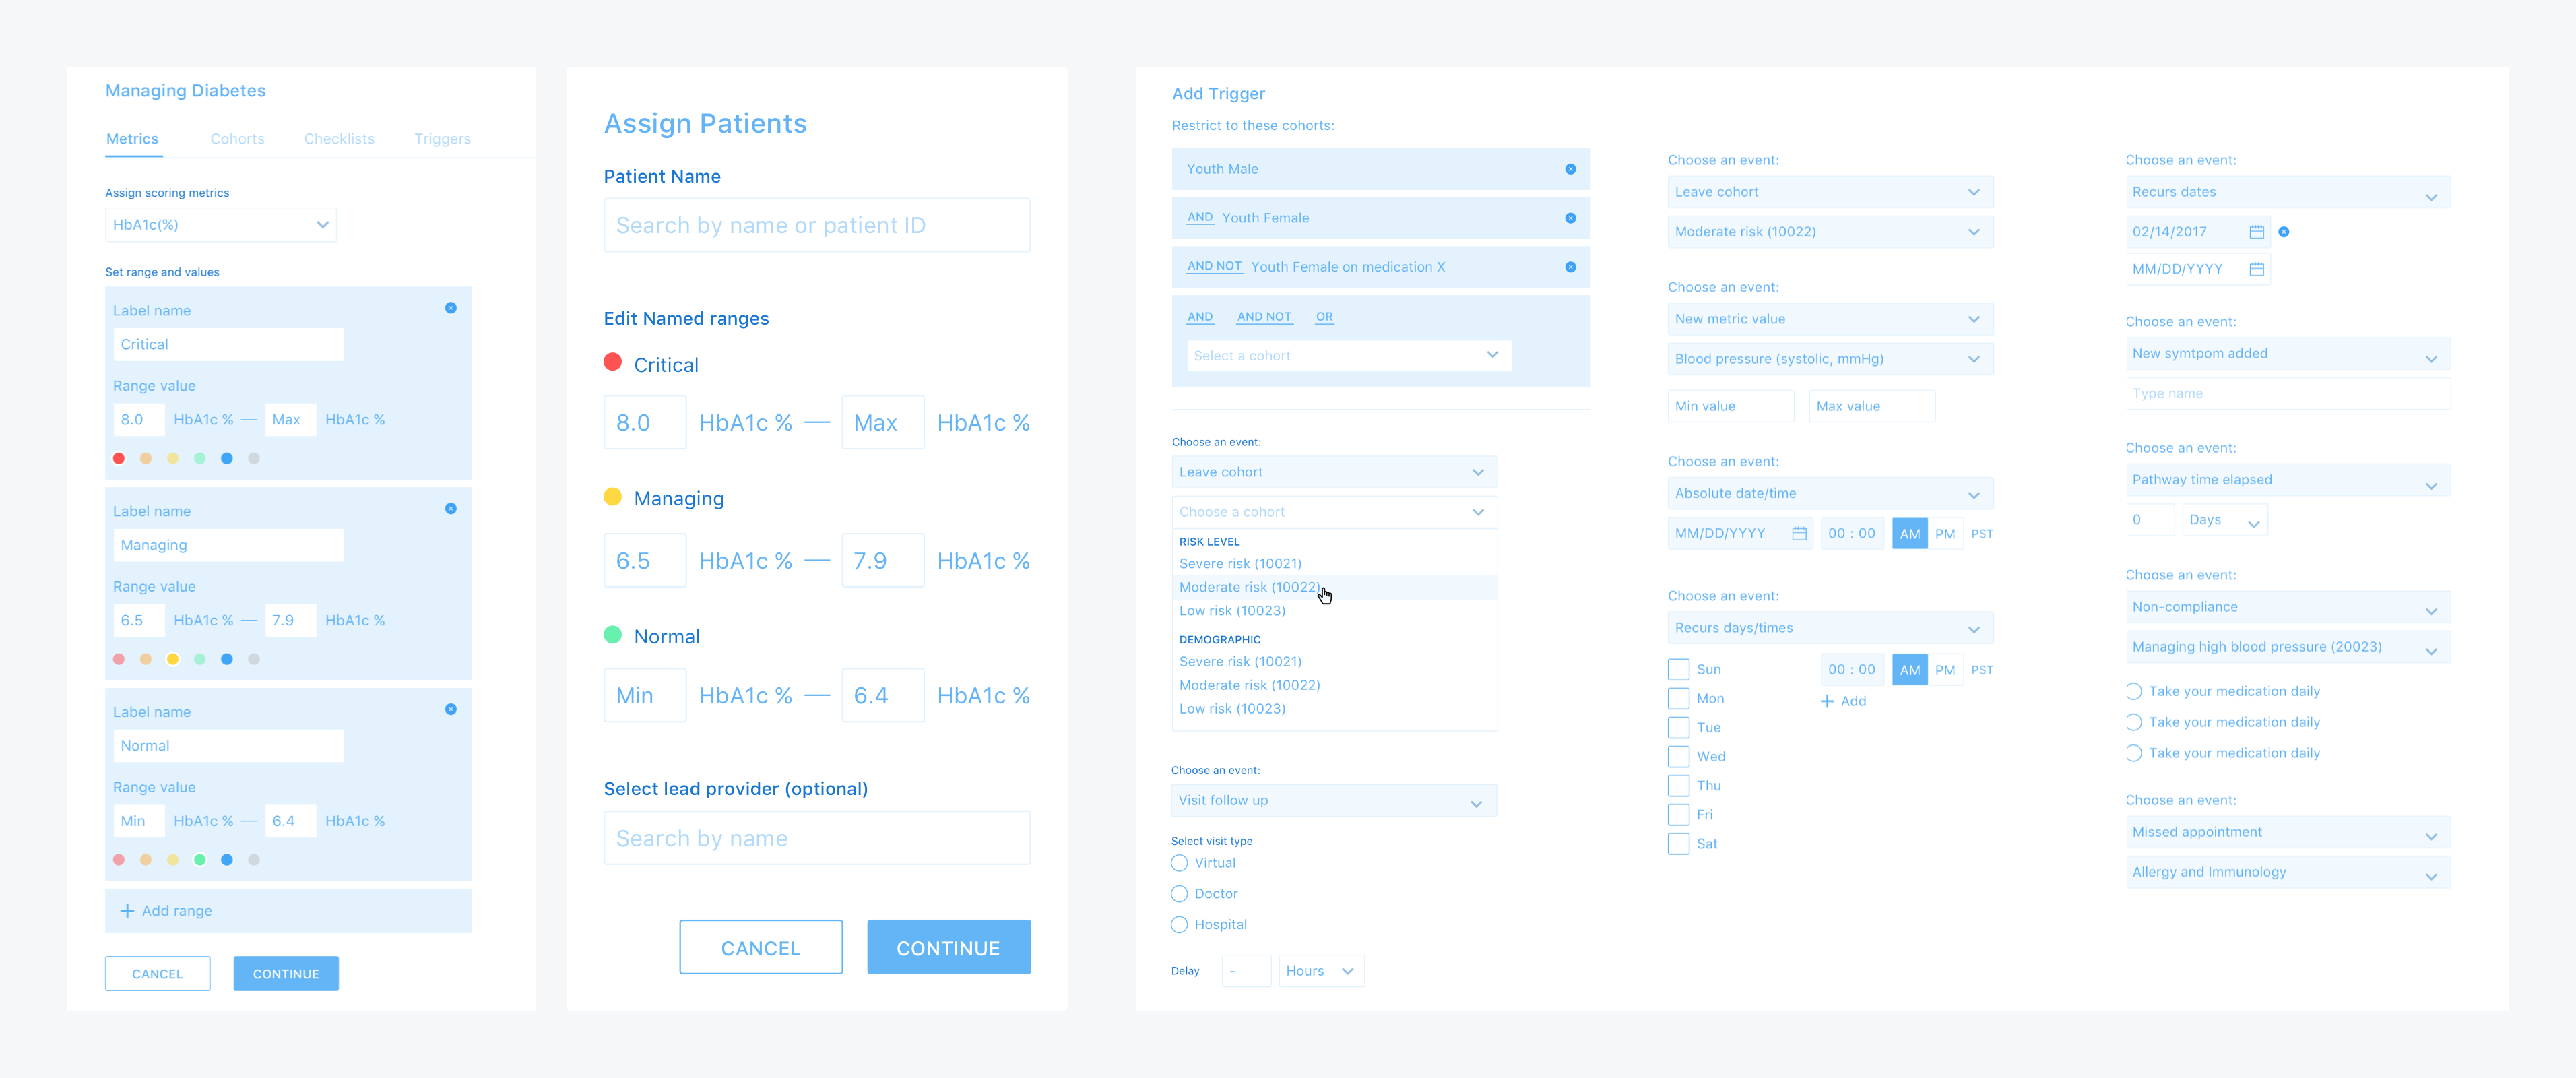 Managing Diabetes
Metrics Cohorts Checklists Triggers
Assign scoring metrics
HbA1c(%)
Set range and values
Label name
Critical
Range value
8.0 HbA1c % — Max HbA1c %
Label name
Managing
Range value
6.5 HbA1c % — 7.9 HbA1c %
Label name
Normal
Range value
Min HbA1c % — 6.4 HbA1c %
+ Add range
CANCEL CONTINUE
Assign Patients
Patient Name
Search by name or patient ID
Edit Named ranges
Critical
8.0 HbA1c % — Max HbA1c %
Managing
6.5 HbA1c % — 7.9 HbA1c %
Normal
Min HbA1c % — 6.4 HbA1c %
Select lead provider (optional)
Search by name
CANCEL CONTINUE
Add Trigger
Restrict to these cohorts:
Youth Male
AND Youth Female
AND NOT Youth Female on medication X
AND AND NOT OR
Select a cohort
Choose an event:
Leave cohort
Choose a cohort
RISK LEVEL
Severe risk (10021)
Moderate risk (10022)
Low risk (10023)
DEMOGRAPHIC
Severe risk (10021)
Moderate risk (10022)
Low risk (10023)
Choose an event:
Visit follow up
Select visit type
Virtual
Doctor
Hospital
Delay - Hours
Choose an event:
Leave cohort
Moderate risk (10022)
Choose an event:
New metric value
Blood pressure (systolic, mmHg)
Min value Max value
Choose an event:
Absolute date/time
MM/DD/YYYY 00 : 00 AM PM PST
Choose an event:
Recurs days/times
Sun 00 : 00 AM PM PST
Mon + Add
Tue
Wed
Thu
Fri
Sat
Choose an event:
Recurs dates
02/14/2017
MM/DD/YYYY
Choose an event:
New symtpom added
Type name
Choose an event:
Pathway time elapsed
0 Days
Choose an event:
Non-compliance
Managing high blood pressure (20023)
Take your medication daily
Take your medication daily
Take your medication daily
Choose an event:
Missed appointment
Allergy and Immunology